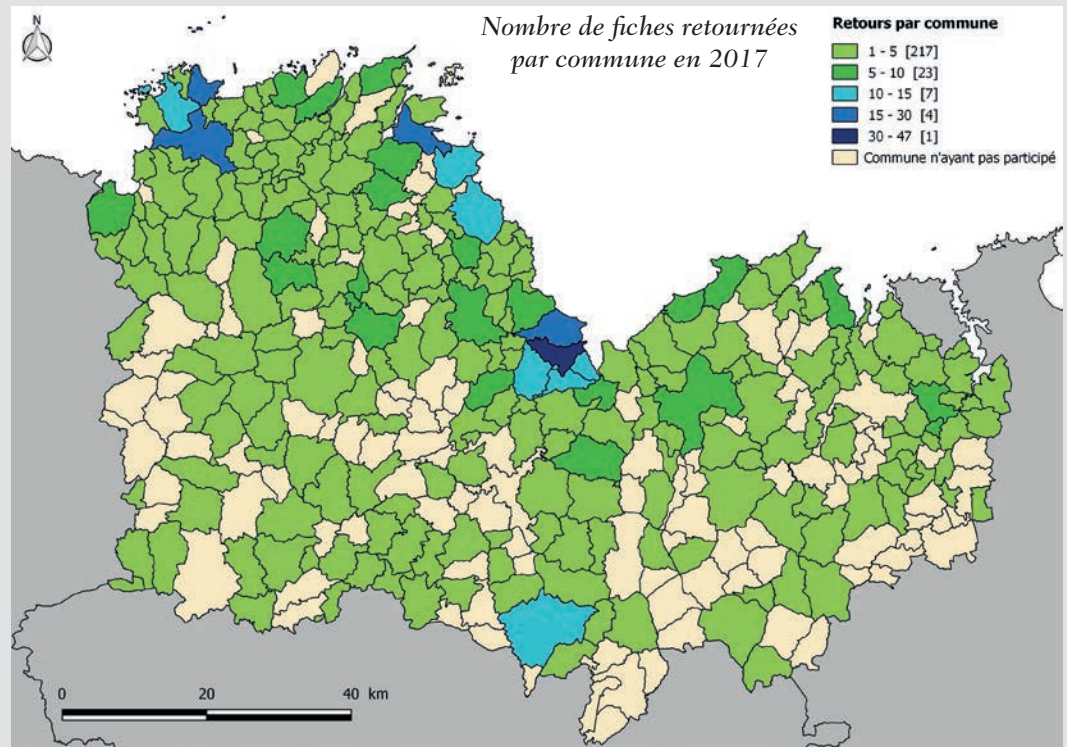 N
Nombre de fiches retournées
par commune en 2017
Retours par commune
1 - 5 [217]
5 - 10 [23]
10 - 15 [7]
15 - 30 [4]
30 - 47 [1]
Commune n'ayant pas participé
0 20 40 km